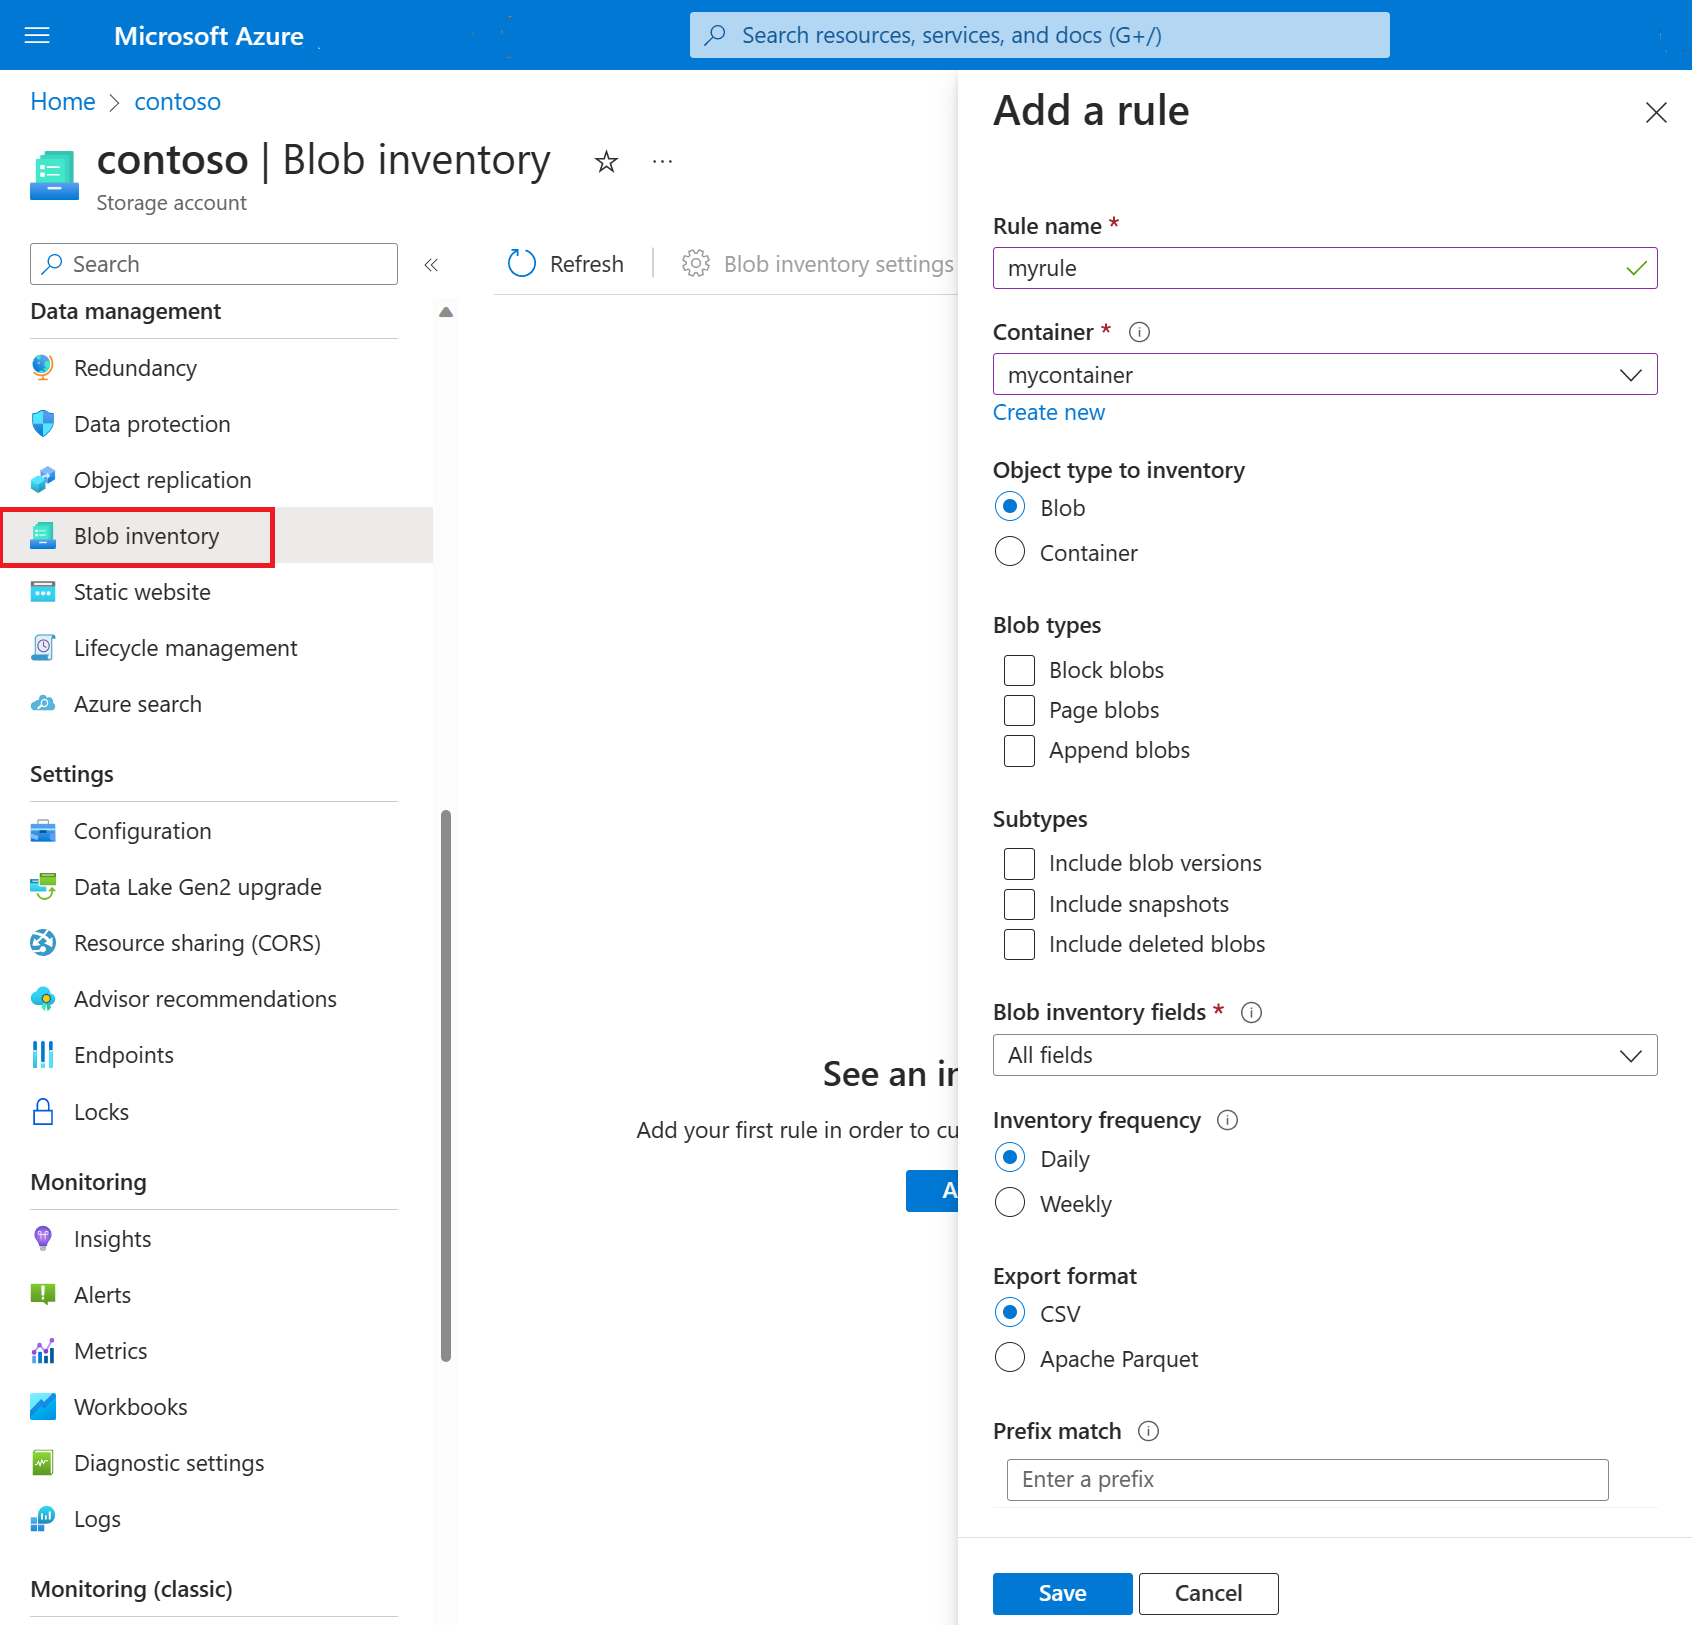 Microsoft Azure
Search resources, services, and docs (G+/)
Home > contoso
contoso | Blob inventory
Storage account
Search
Refresh
Blob inventory settings
Data management
Redundancy
Data protection
Object replication
Blob inventory
Static website
Lifecycle management
Azure search
Settings
Configuration
Data Lake Gen2 upgrade
Resource sharing (CORS)
Advisor recommendations
Endpoints
Locks
Monitoring
Insights
Alerts
Metrics
Workbooks
Diagnostic settings
Logs
Monitoring (classic)
See an in
Add your first rule in order to cu
A
Add a rule
Rule name *
myrule
Container *
mycontainer
Create new
Object type to inventory
Blob
Container
Blob types
Block blobs
Page blobs
Append blobs
Subtypes
Include blob versions
Include snapshots
Include deleted blobs
Blob inventory fields *
All fields
Inventory frequency
Daily
Weekly
Export format
CSV
Apache Parquet
Prefix match
Enter a prefix
Save
Cancel